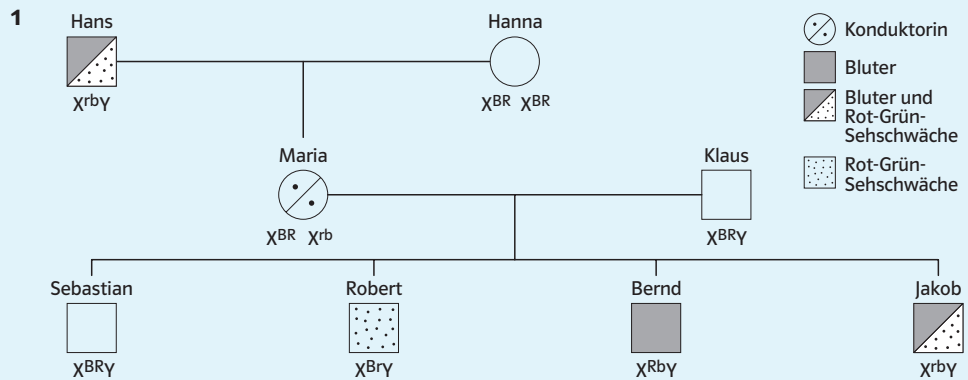 1
Hans
Hanna
XrbY
XBR XBR
Konduktorin
Bluter
Bluter und
Rot-Grün-
Sehschwäche
Rot-Grün-
Sehschwäche
Maria
Klaus
XBR Xrb
XBRY
Sebastian
Robert
Bernd
Jakob
XBRY
XBrY
XRbY
XrbY